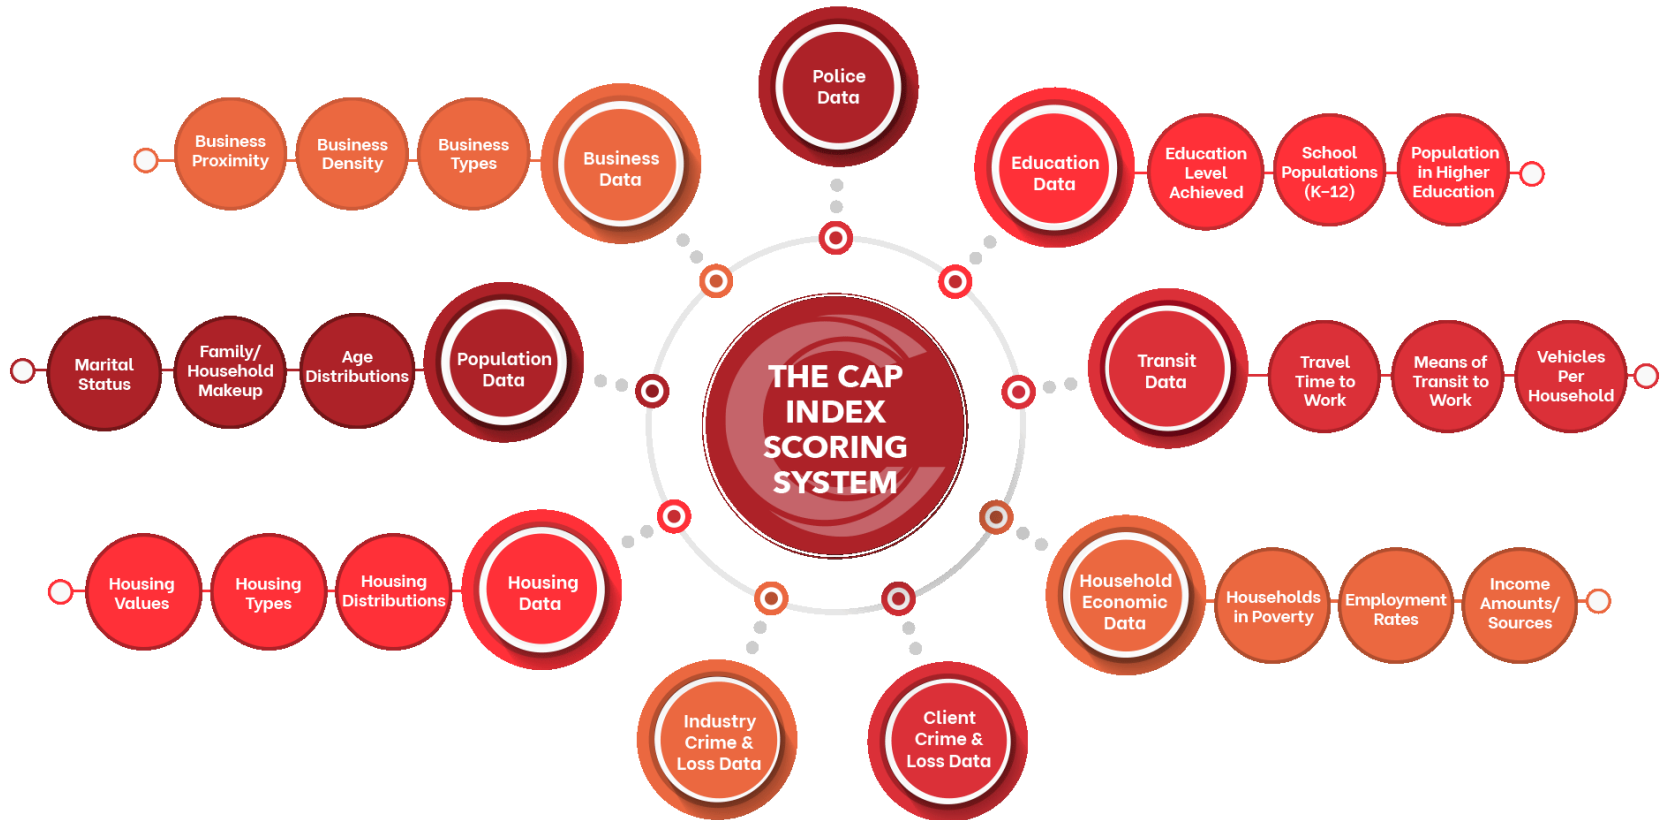 Police
Data
Business
Proximity
Business
Density
Business
Types
Business
Data
Education
Data
Education
Level
Achieved
School
Populations
(K–12)
Population
in Higher
Education
Marital
Status
Family/
Household
Makeup
Age
Distributions
Population
Data
THE CAP
INDEX
SCORING
SYSTEM
Transit
Data
Travel
Time to
Work
Means of
Transit to
Work
Vehicles
Per
Household
Housing
Values
Housing
Types
Housing
Distributions
Housing
Data
Household
Economic
Data
Households
in Poverty
Employment
Rates
Income
Amounts/
Sources
Industry
Crime &
Loss Data
Client
Crime &
Loss Data